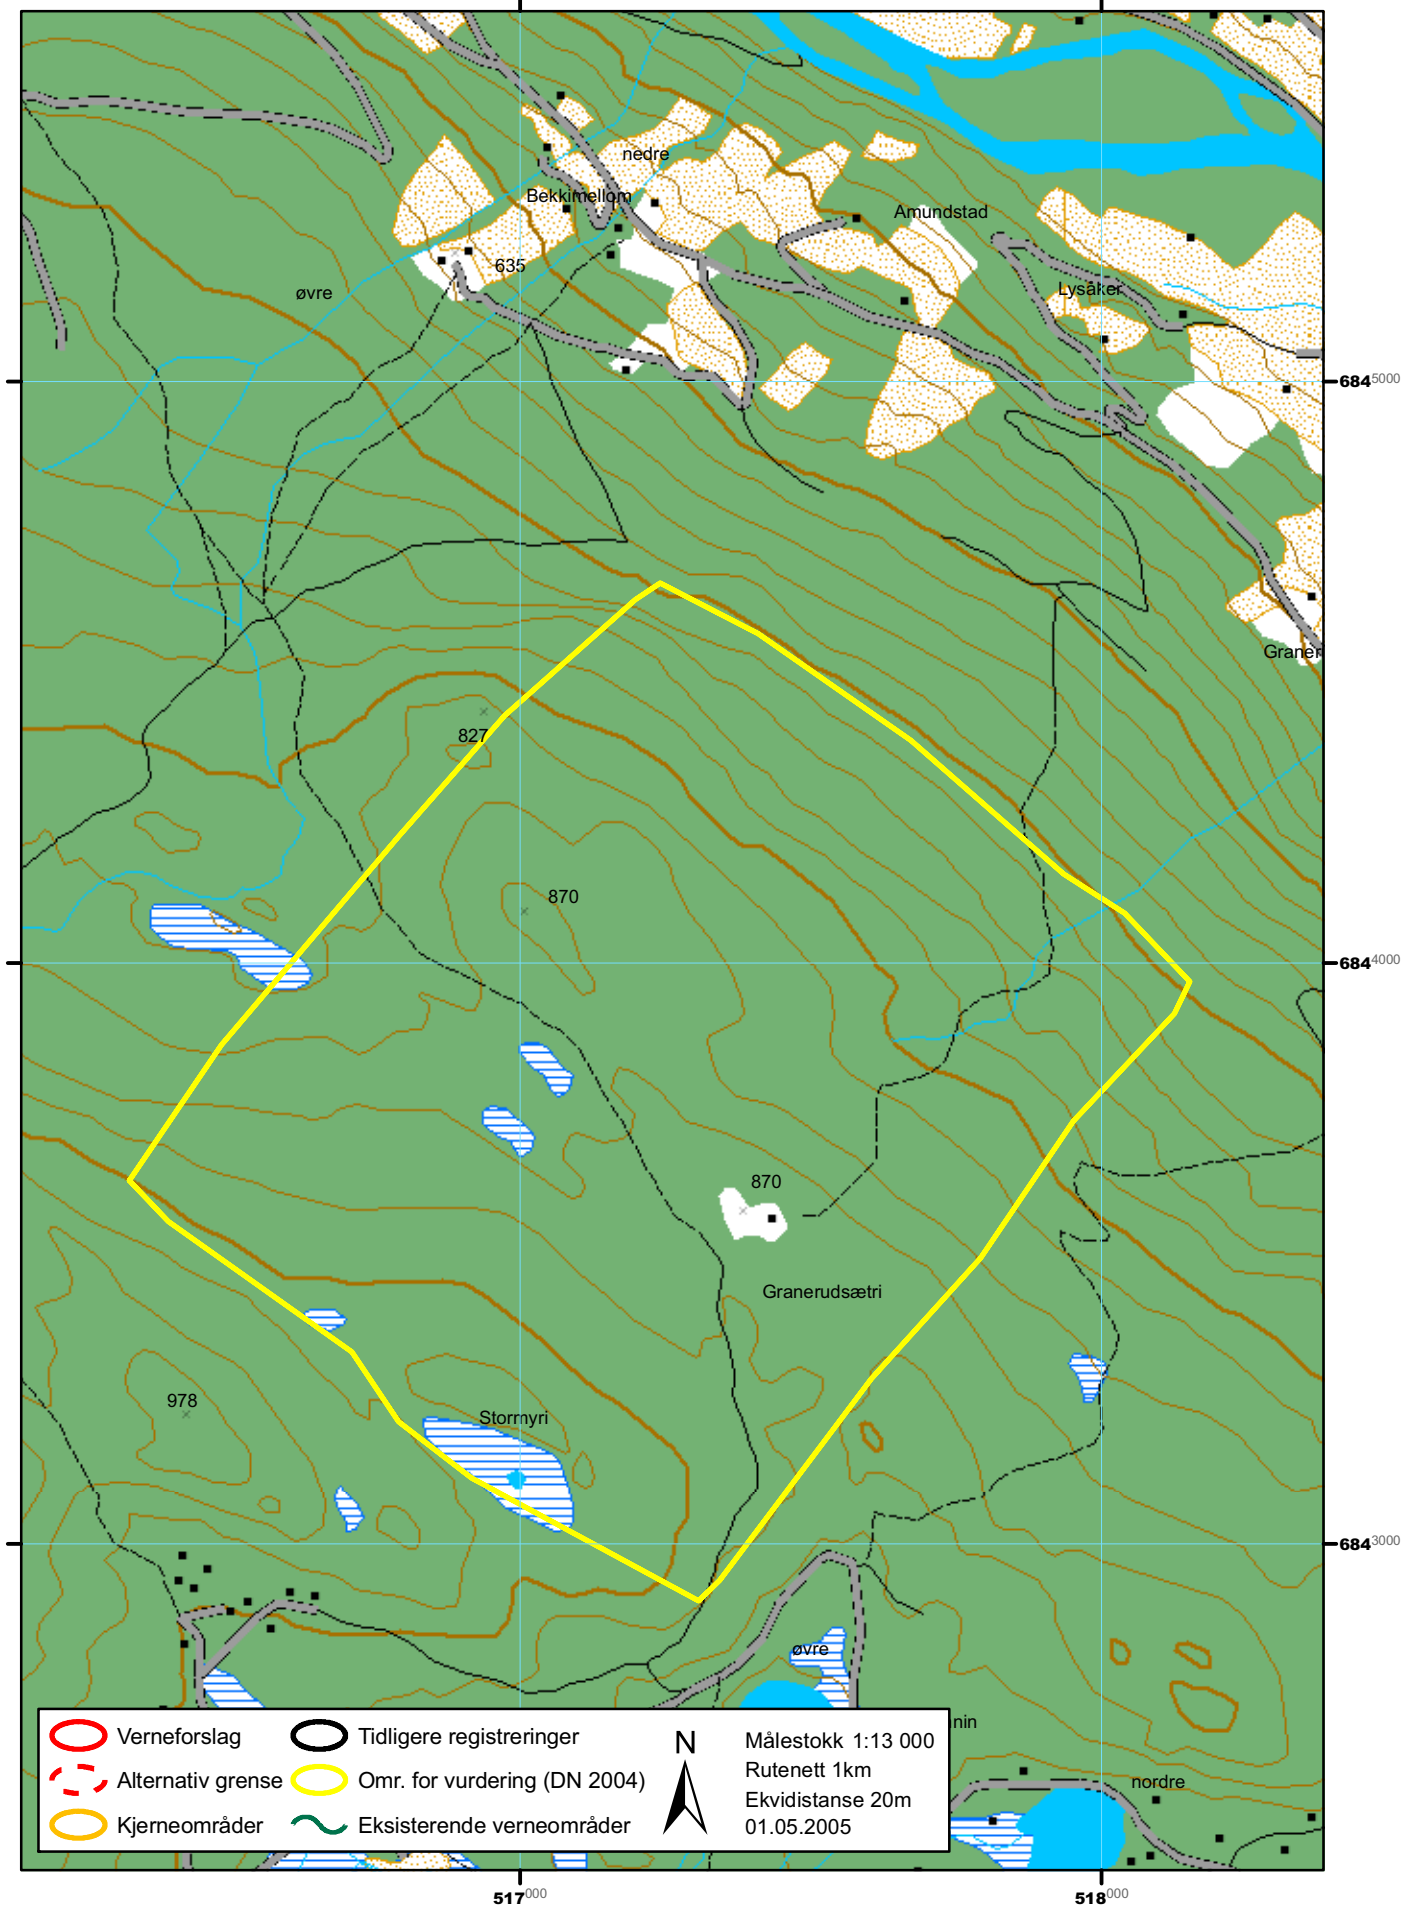 nedre
Bekkimellom
Amundstad
635
øvre
Lysåker
6845000
Graner
827
870
6844000
870
Granerudsætri
978
Stormyri
6843000
øvre
nin
nordre
Verneforslag
Tidligere registreringer
Alternativ grense
Omr. for vurdering (DN 2004)
Kjerneområder
Eksisterende verneområder
N
Målestokk 1:13 000
Rutenett 1km
Ekvidistanse 20m
01.05.2005
517000
518000